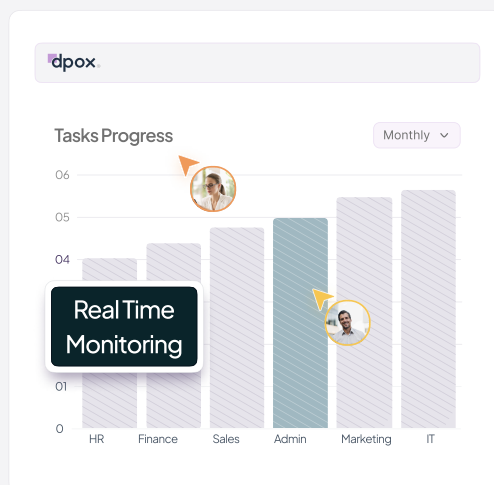 dpox.
Tasks Progress
Monthly
06
05
04
Real Time
Monitoring
01
0
HR Finance Sales Admin Marketing IT